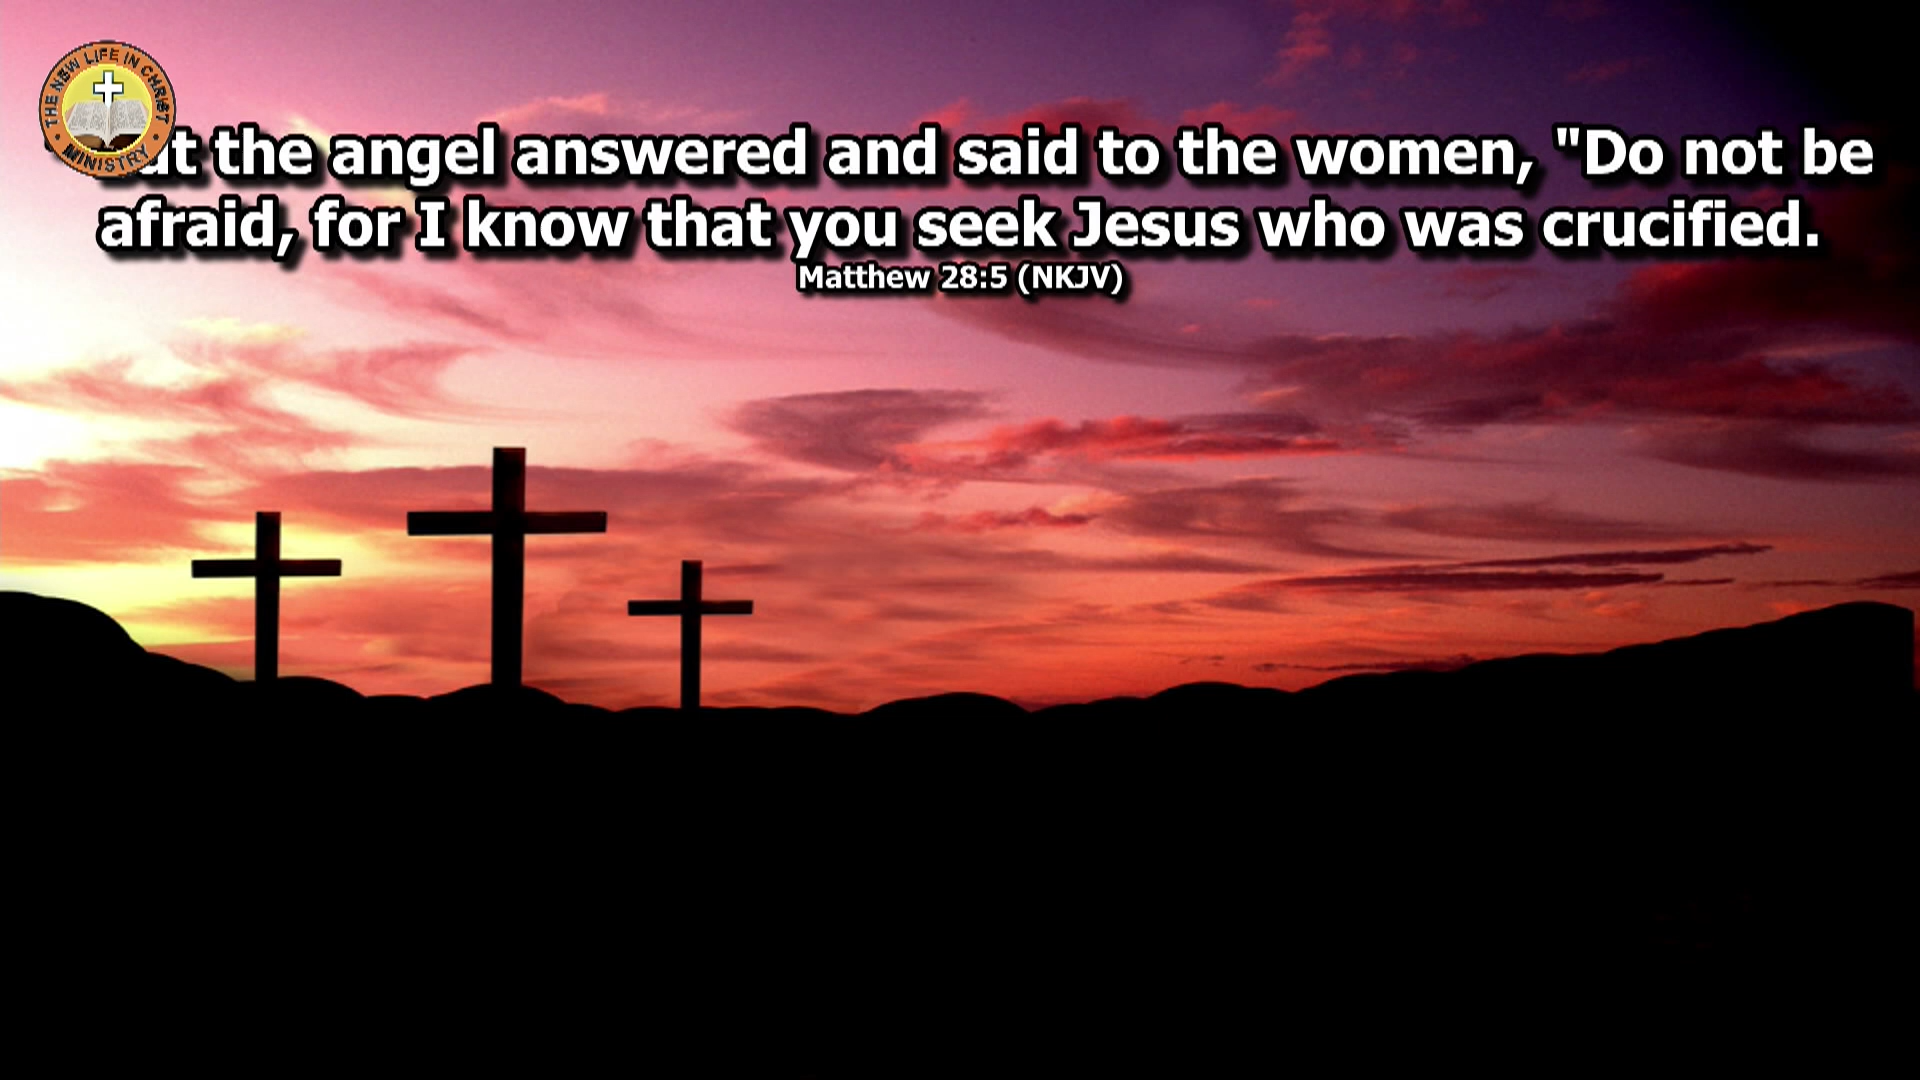 THE NEW LIFE IN CHRIST
MINISTRY
the angel answered and said to the women, "Do not be
afraid, for I know that you seek Jesus who was crucified.
Matthew 28:5 (NKJV)